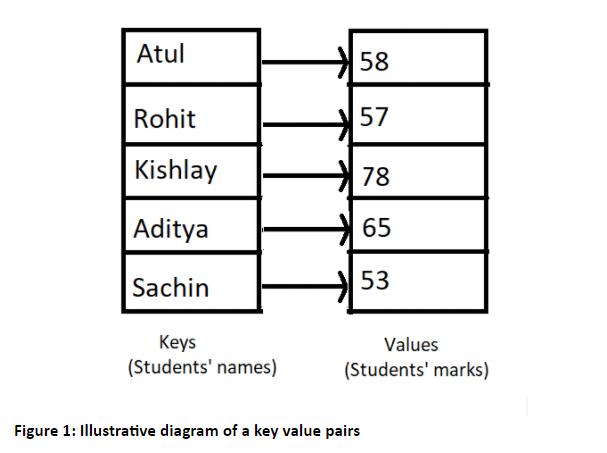 Atul
58
Rohit
57
Kishlay
78
Aditya
65
Sachin
53
Keys
(Students' names)
Values
(Students' marks)
Figure 1: Illustrative diagram of a key value pairs